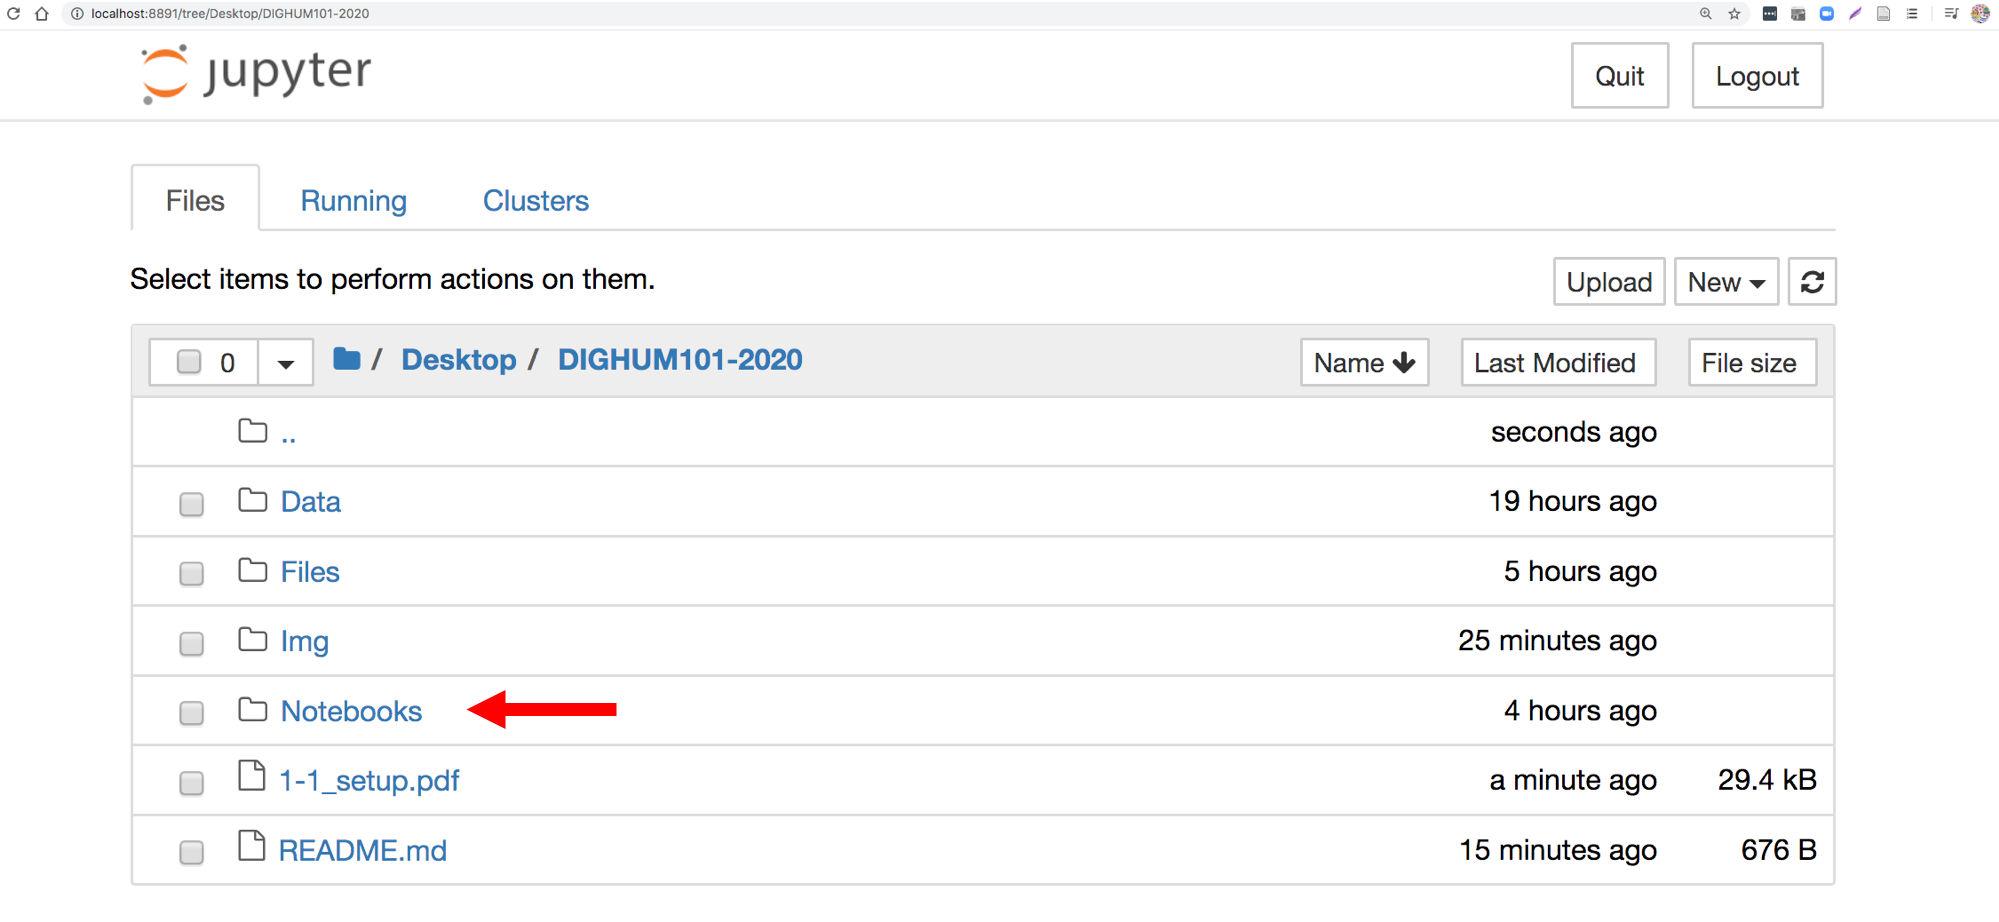 localhost:8891/tree/Desktop/DIGHUM101-2020
jupyter
Quit
Logout
Files
Running
Clusters
Select items to perform actions on them.
Upload
New
0
/ Desktop / DIGHUM101-2020
Name
Last Modified
File size
..
seconds ago
Data
19 hours ago
Files
5 hours ago
Img
25 minutes ago
Notebooks
4 hours ago
1-1_setup.pdf
a minute ago
29.4 kB
README.md
15 minutes ago
676 B